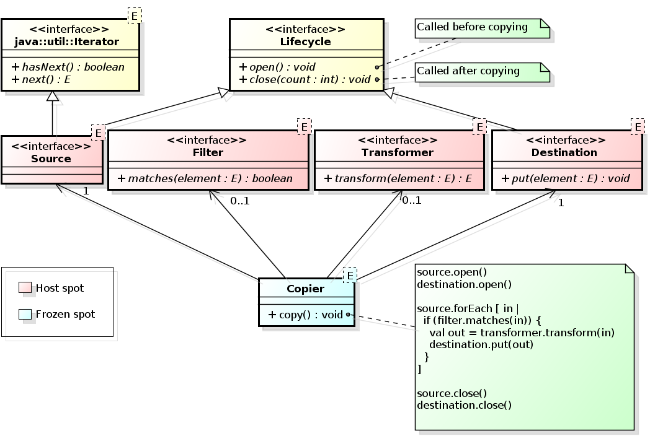 E
<<interface>>
java::util::Iterator
+ hasNext() : boolean
+ next() : E
<<interface>>
Lifecycle
+ open() : void
+ close(count : int) : void
Called before copying
Called after copying
E
<<interface>>
Source
E
<<interface>>
Filter
+ matches(element : E) : boolean
E
<<interface>>
Transformer
+ transform(element : E) : E
E
<<interface>>
Destination
+ put(element : E) : void
1
0..1
0..1
1
Host spot
Frozen spot
E
Copier
+ copy() : void
source.open()
destination.open()
source.forEach [ in |
if (filter.matches(in)) {
val out = transformer.transform(in)
destination.put(out)
}
]
source.close()
destination.close()